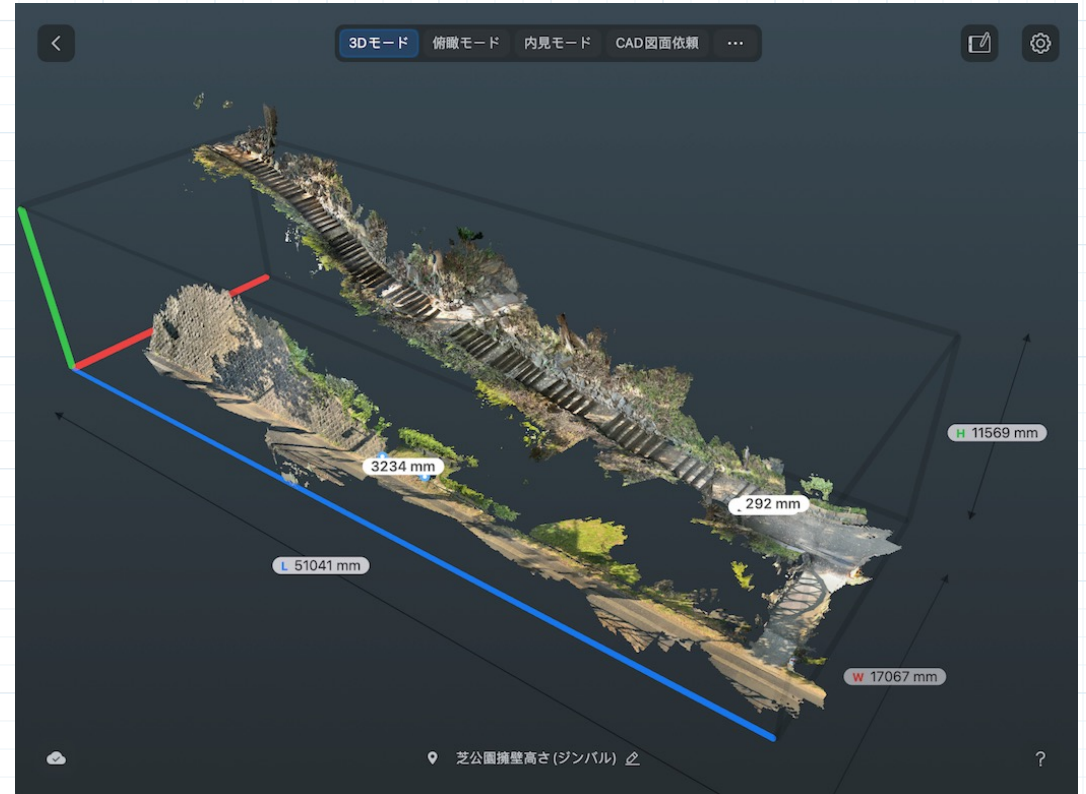 3Dモード 俯瞰モード 内見モード CAD図面依頼 ...
H 11569 mm
3234 mm
292 mm
L 51041 mm
W 17067 mm
芝公園擁壁高さ(ジンバル)
?